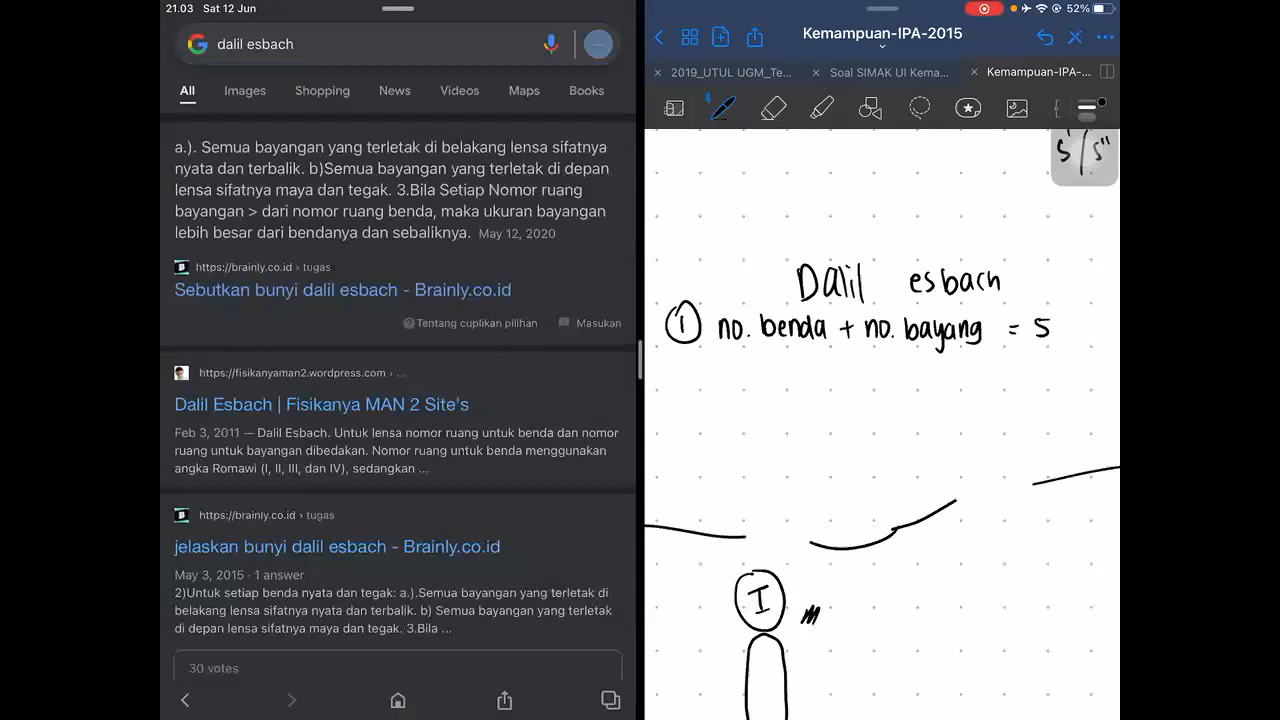 21.03 Sat 12 Jun
dalil esbach
All Images Shopping News Videos Maps Books
a.). Semua bayangan yang terletak di belakang lensa sifatnya
nyata dan terbalik. b)Semua bayangan yang terletak di depan
lensa sifatnya maya dan tegak. 3.Bila Setiap Nomor ruang
bayangan > dari nomor ruang benda, maka ukuran bayangan
lebih besar dari bendanya dan sebaliknya. May 12, 2020
https://brainly.co.id › tugas
Sebutkan bunyi dalil esbach - Brainly.co.id
Tentang cuplikan pilihan Masukan
https://fisikanyaman2.wordpress.com › ...
Dalil Esbach | Fisikanya MAN 2 Site's
Feb 3, 2011 — Dalil Esbach. Untuk lensa nomor ruang untuk benda dan nomor
ruang untuk bayangan dibedakan. Nomor ruang untuk benda menggunakan
angka Romawi (I, II, III, dan IV), sedangkan ...
https://brainly.co.id › tugas
jelaskan bunyi dalil esbach - Brainly.co.id
May 3, 2015 · 1 answer
2)Untuk setiap benda nyata dan tegak: a.).Semua bayangan yang terletak di
belakang lensa sifatnya nyata dan terbalik. b) Semua bayangan yang terletak
di depan lensa sifatnya maya dan tegak. 3.Bila ...
30 votes
52%
Kemampuan-IPA-2015
2019_UTUL UGM_Te... Soal SIMAK UI Kema... Kemampuan-IPA-...
s' / s"
Dalil esbach
1 no. benda + no. bayang = 5
I